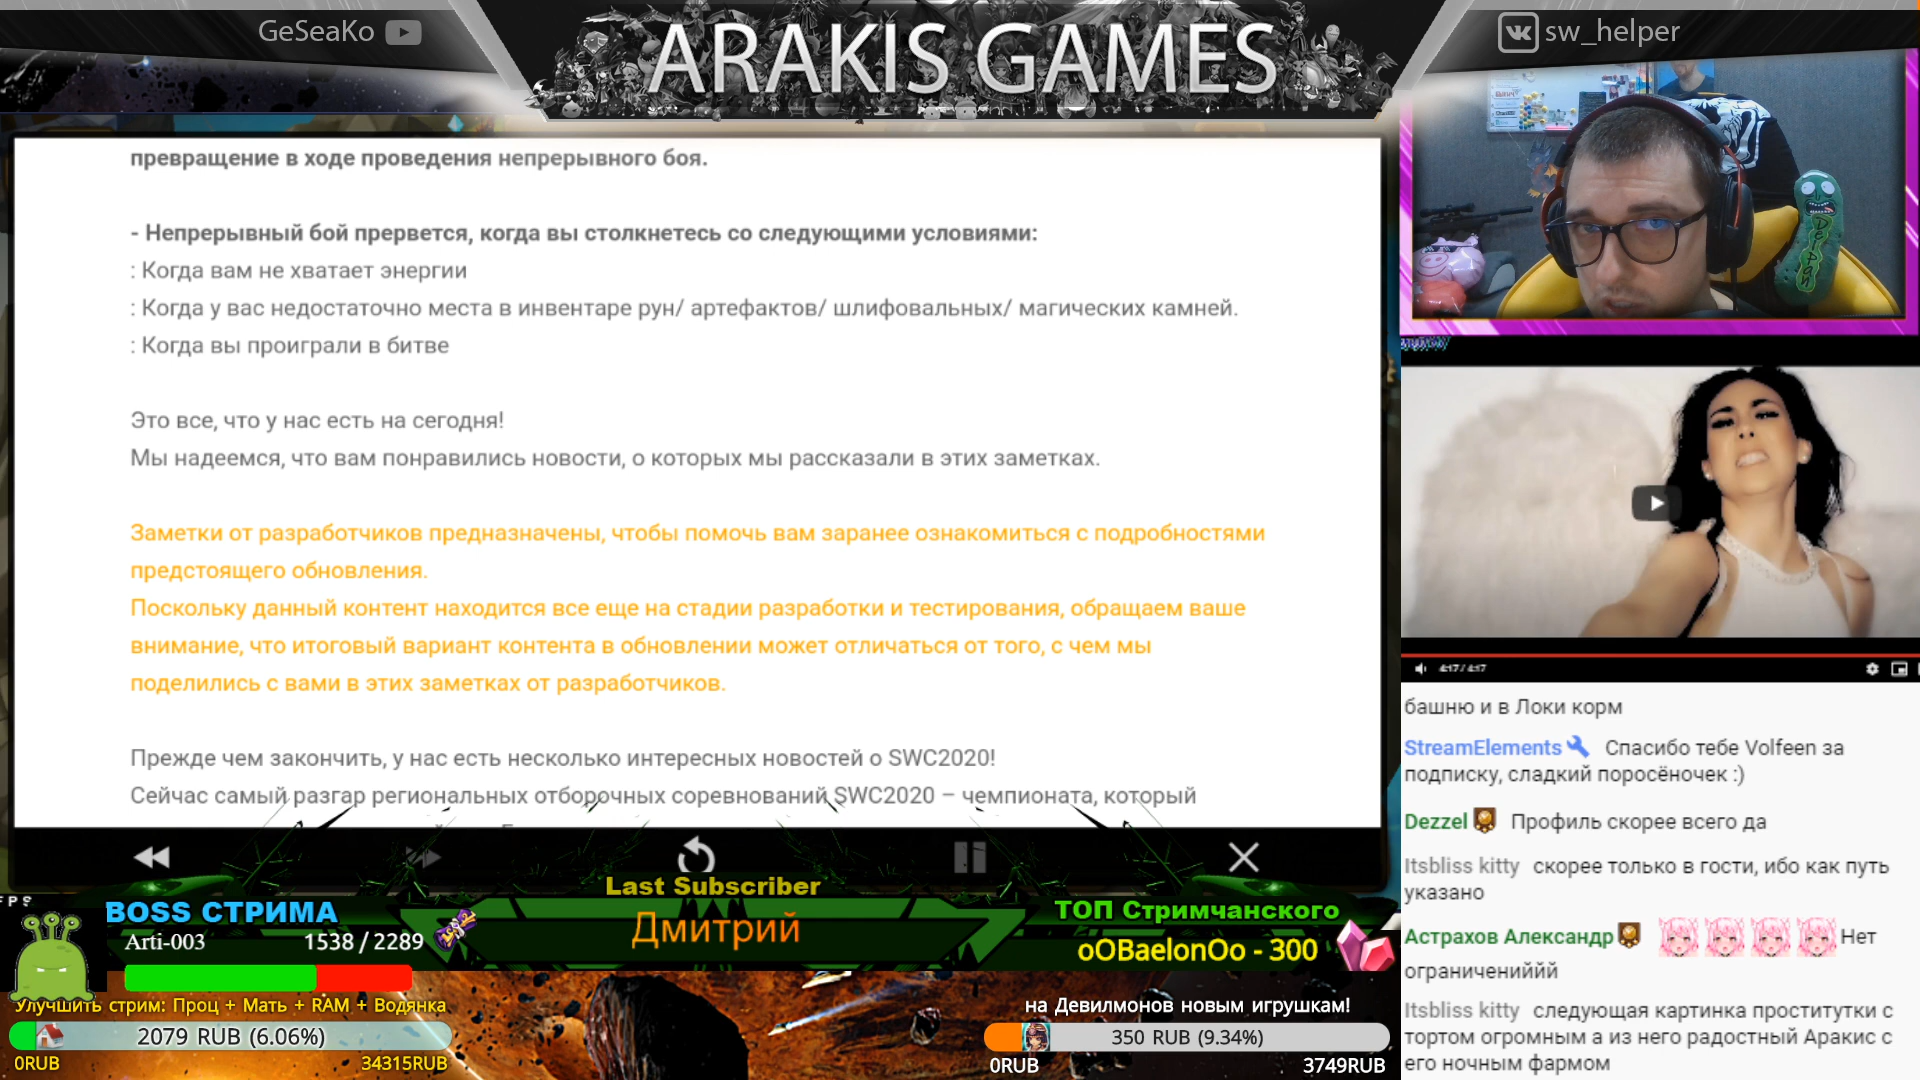 GeSeaKo
ARAKIS GAMES
sw_helper
превращение в ходе проведения непрерывного боя.
- Непрерывный бой прервется, когда вы столкнетесь со следующими условиями:
: Когда вам не хватает энергии
: Когда у вас недостаточно места в инвентаре рун/ артефактов/ шлифовальных/ магических камней.
: Когда вы проиграли в битве
Это все, что у нас есть на сегодня!
Мы надеемся, что вам понравились новости, о которых мы рассказали в этих заметках.
Заметки от разработчиков предназначены, чтобы помочь вам заранее ознакомиться с подробностями
предстоящего обновления.
Поскольку данный контент находится все еще на стадии разработки и тестирования, обращаем ваше
внимание, что итоговый вариант контента в обновлении может отличаться от того, с чем мы
поделились с вами в этих заметках от разработчиков.
Прежде чем закончить, у нас есть несколько интересных новостей о SWC2020!
Сейчас самый разгар региональных отборочных соревнований SWC2020 – чемпионата, который
4:17 / 4:17
башню и в Локи корм
StreamElements Спасибо тебе Volfeen за
подписку, сладкий поросёночек :)
Dezzel Профиль скорее всего да
Itsbliss kitty скорее только в гости, ибо как путь
указано
Астрахов Александр Нет
ограничениййй
Itsbliss kitty следующая картинка проститутки с
тортом огромным а из него радостный Аракис с
его ночным фармом
FPS
BOSS СТРИМА
Arti-003 1538 / 2289
Last Subscriber
Дмитрий
ТОП Стримчанского
oOBaelonOo - 300
Улучшить стрим: Проц + Мать + RAM + Водянка
2079 RUB (6.06%)
0RUB 34315RUB
на Девилмонов новым игрушкам!
350 RUB (9.34%)
0RUB 3749RUB